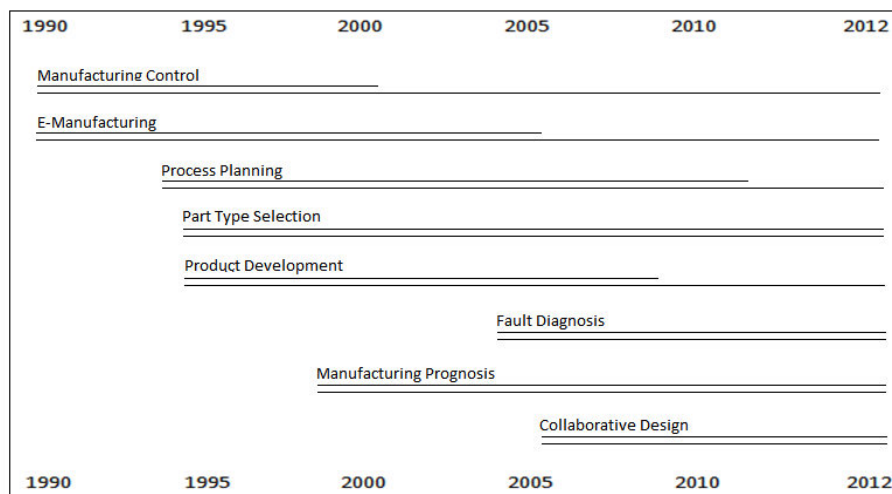 1990 1995 2000 2005 2010 2012
Manufacturing Control
E-Manufacturing
Process Planning
Part Type Selection
Product Development
Fault Diagnosis
Manufacturing Prognosis
Collaborative Design
1990 1995 2000 2005 2010 2012